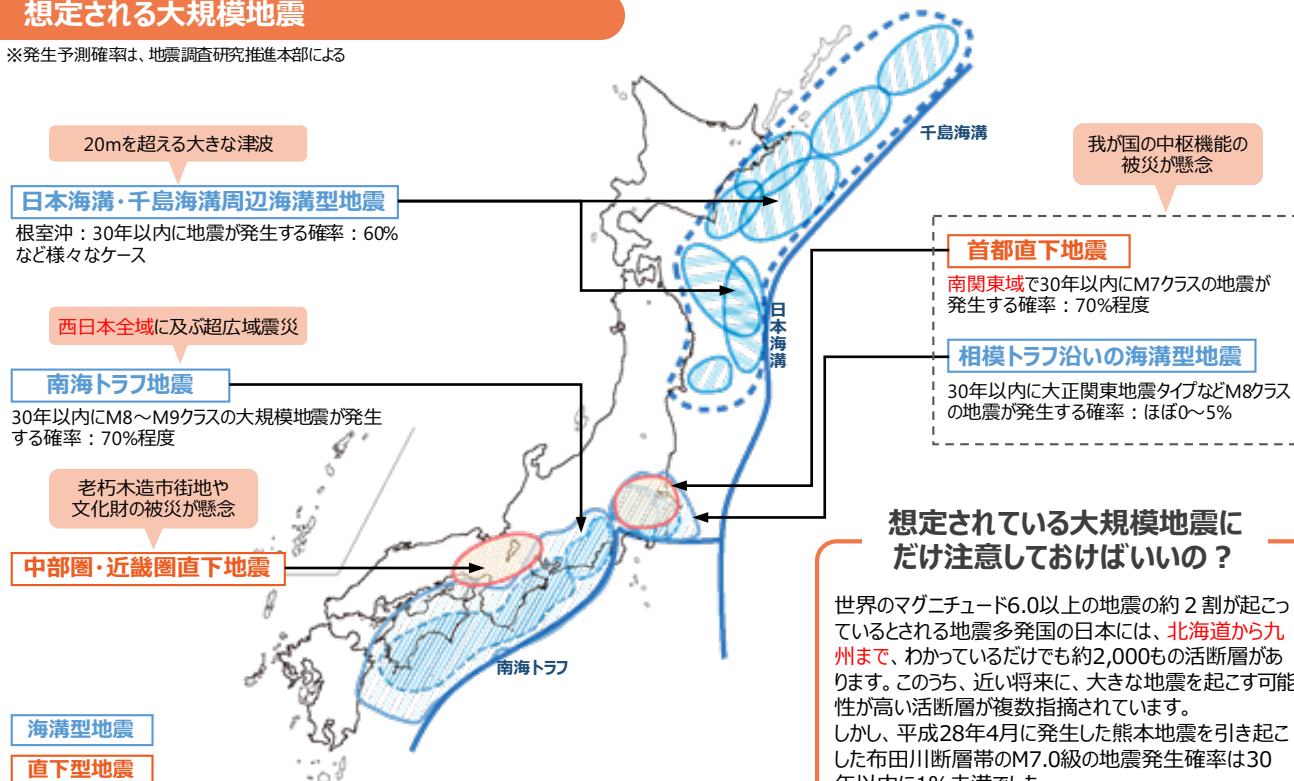 想定される大規模地震
※発生予測確率は、地震調査研究推進本部による
20mを超える大きな津波
日本海溝・千島海溝周辺海溝型地震
根室沖：30年以内に地震が発生する確率：60%
など様々なケース
西日本全域に及ぶ超広域震災
南海トラフ地震
30年以内にM8～M9クラスの大規模地震が発生
する確率：70%程度
老朽木造市街地や
文化財の被災が懸念
中部圏・近畿圏直下地震
海溝型地震
直下型地震
千島海溝
日本海溝
南海トラフ
我が国の中枢機能の
被災が懸念
首都直下地震
南関東域で30年以内にM7クラスの地震が
発生する確率：70%程度
相模トラフ沿いの海溝型地震
30年以内に大正関東地震タイプなどM8クラス
の地震が発生する確率：ほぼ0～5%
想定されている大規模地震に
だけ注意しておけばいいの？
世界のマグニチュード6.0以上の地震の約２割が起こっ
ているとされる地震多発国の日本には、北海道から九
州まで、わかっているだけでも約2,000もの活断層があ
ります。このうち、近い将来に、大きな地震を起こす可能
性が高い活断層が複数指摘されています。
しかし、平成28年4月に発生した熊本地震を引き起こ
した布田川断層帯のM7.0級の地震発生確率は30
年以内に1%未満でした